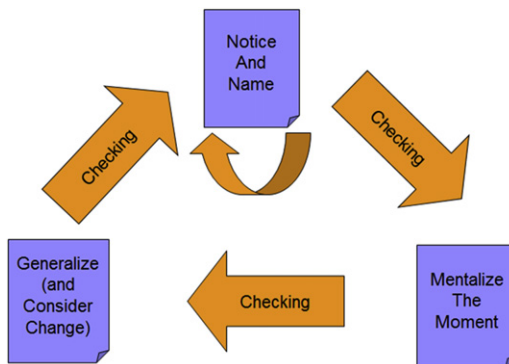 Notice
And
Name
Checking
Checking
Generalize
(and
Consider
Change)
Checking
Mentalize
The
Moment